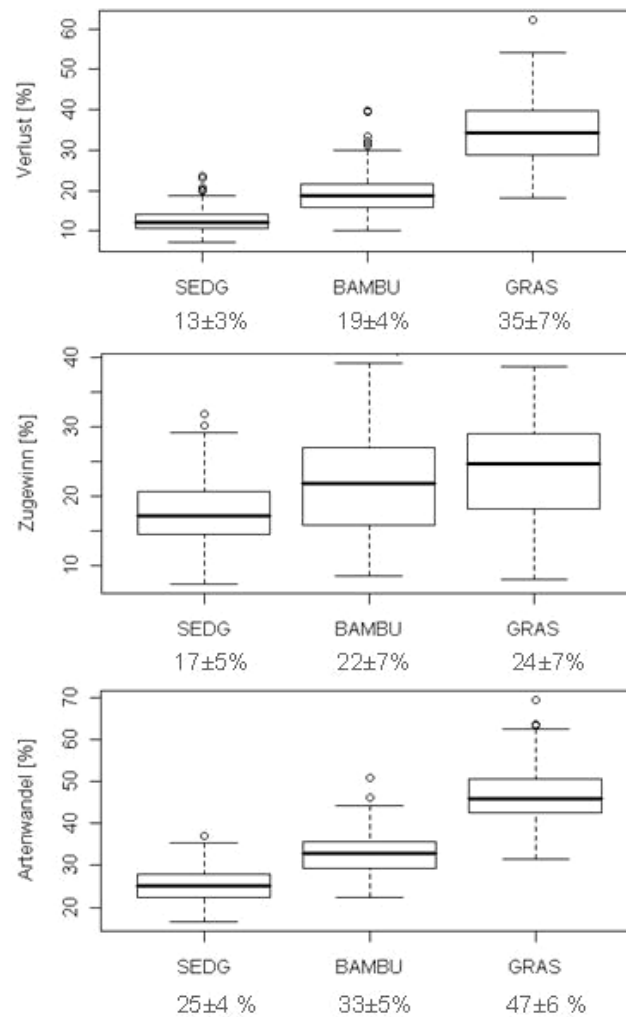 Verlust [%]
60
50
40
30
20
10
SEDG BAMBU GRAS
13±3% 19±4% 35±7%
Zugewinn [%]
40
30
20
10
SEDG BAMBU GRAS
17±5% 22±7% 24±7%
Artenwandel [%]
70
60
50
40
30
20
SEDG BAMBU GRAS
25±4 % 33±5% 47±6 %